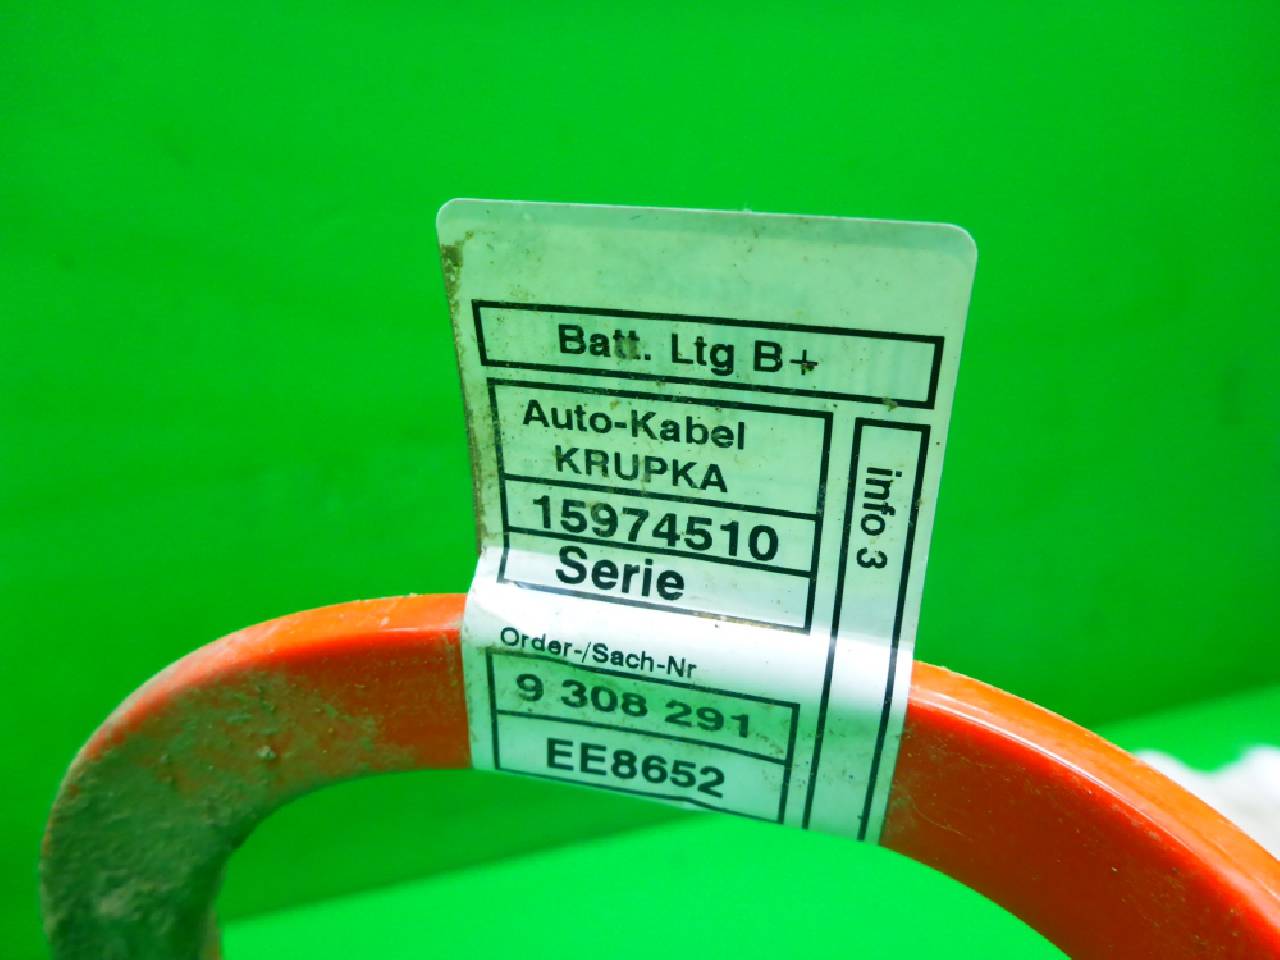 Batt. Ltg B+
Auto-Kabel
KRUPKA
15974510
Serie
info 3
Order-/Sach-Nr
9 308 291
EE8652